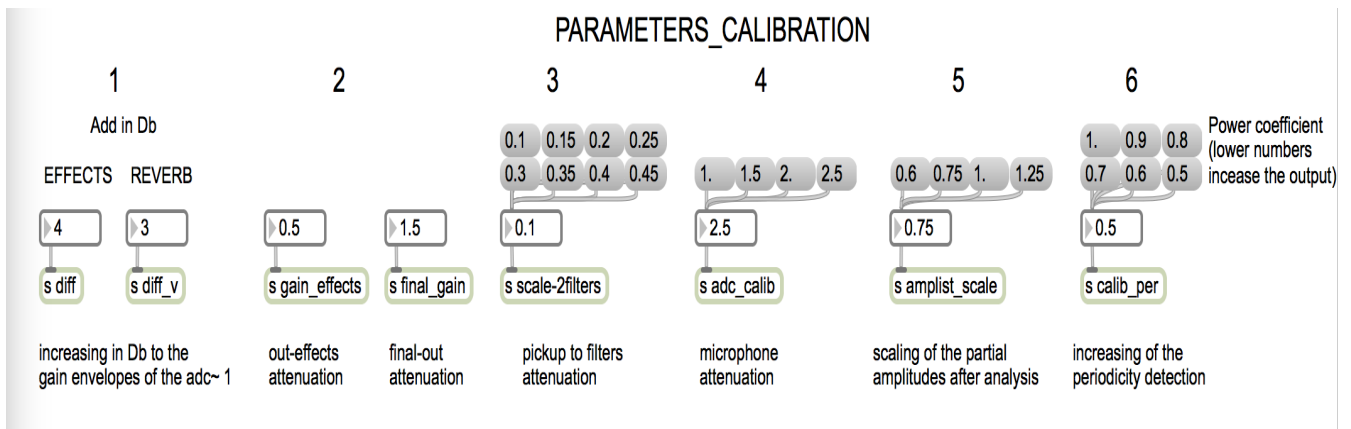 PARAMETERS_CALIBRATION
1 2 3 4 5 6
Add in Db
EFFECTS REVERB
0.1 0.15 0.2 0.25
0.3 0.35 0.4 0.45
1. 1.5 2. 2.5
0.6 0.75 1. 1.25
1. 0.9 0.8
0.7 0.6 0.5
Power coefficient
(lower numbers
incease the output)
4 3 0.5 1.5 0.1 2.5 0.75 0.5
s diff s diff_v s gain_effects s final_gain s scale-2filters s adc_calib s amplist_scale s calib_per
increasing in Db to the
gain envelopes of the adc~ 1
out-effects
attenuation
final-out
attenuation
pickup to filters
attenuation
microphone
attenuation
scaling of the partial
amplitudes after analysis
increasing of the
periodicity detection